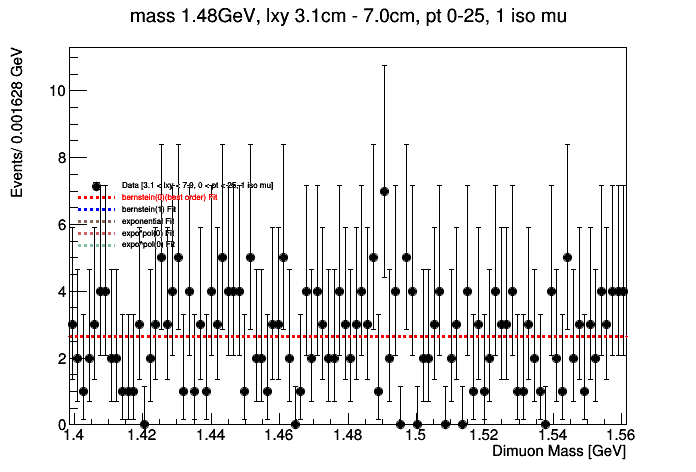 mass 1.48GeV, lxy 3.1cm - 7.0cm, pt 0-25, 1 iso mu
Events/ 0.001628 GeV
10
8
6
4
2
0
Data [3.1 < lxy < 7.0, 0 < pt < 25, 1 iso mu]
bernstein(0)(best order) Fit
bernstein(1) Fit
exponential Fit
expo*pol(0) Fit
expo*pol(0) Fit
1.4 1.42 1.44 1.46 1.48 1.5 1.52 1.54 1.56
Dimuon Mass [GeV]